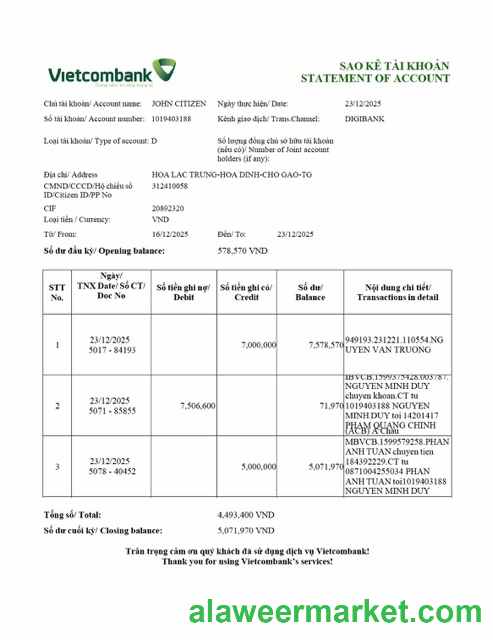 Vietcombank
SAO KÊ TÀI KHOẢN
STATEMENT OF ACCOUNT
Chủ tài khoản/ Account name: JOHN CITIZEN Ngày thực hiện/ Date: 23/12/2025
Số tài khoản/ Account number: 1019403188 Kênh giao dịch/ Trans.Channel: DIGIBANK
Loại tài khoản/ Type of account: D Số lượng đồng chủ sở hữu tài khoản
(nếu có)/ Number of Joint account
holders (if any):
Địa chỉ/ Address HOA LAC TRUNG-HOA DINH-CHO GAO-TG
CMND/CCCD/Hộ chiếu số 312410058
ID/Citizen ID/PP No
CIF 20892320
Loại tiền / Currency: VND
Từ/ From: 16/12/2025 Đến/ To: 23/12/2025
Số dư đầu kỳ/ Opening balance: 578,570 VND
STT
No.
Ngày/
TNX Date/ Số CT/
Doc No
Số tiền ghi nợ/
Debit
Số tiền ghi có/
Credit
Số dư/
Balance
Nội dung chi tiết/
Transactions in detail
1
23/12/2025
5017 - 84193
7,000,000
7,578,570
949193.231221.110554.NG
UYEN VAN TRUONG
2
23/12/2025
5071 - 85855
7,506,600
71,970
IBVCB.1599375428.003787.
NGUYEN MINH DUY
chuyen khoan.CT tu
1019403188 NGUYEN
MINH DUY toi 14201417
PHAM QUANG CHINH
(ACB) A Chau
3
23/12/2025
5078 - 40452
5,000,000
5,071,970
MBVCB.1599579258.PHAN
ANH TUAN chuyen tien
184392229.CT tu
0871004255034 PHAN
ANH TUAN toi1019403188
NGUYEN MINH DUY
Tổng số/ Total: 4,493,400 VND
Số dư cuối kỳ/ Closing balance: 5,071,970 VND
Trân trọng cảm ơn quý khách đã sử dụng dịch vụ Vietcombank!
Thank you for using Vietcombank's services!
alaweermarket.com